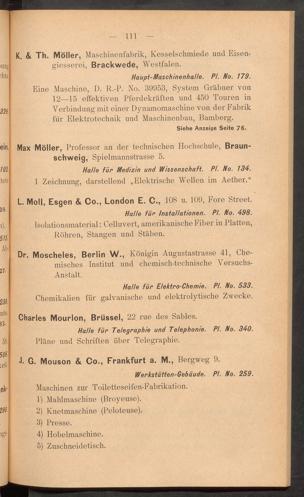 — 111 —
K. & Th. Möller, Maschinenfabrik, Kesselschmiede und Eisen-
giesserei, Brackwede, Westfalen.
Haupt-Maschinenhalle. Pl. No. 179.
Eine Maschine, D. R.-P. No. 39953, System Gräbner von
12—15 effektiven Pferdekräften und 450 Touren in
Verbindung mit einer Dynamomaschine von der Fabrik
für Elektrotechnik und Maschinenbau, Bamberg.
Siehe Anzeige Seite 76.
Max Möller, Professor an der technischen Hochschule, Braun-
schweig, Spielmannstrasse 5.
Halle für Medizin und Wissenschaft. Pl. No. 134.
1 Zeichnung, darstellend „Elektrische Wellen im Aether.“
L. Moll, Esgen & Co., London E. C., 108 u. 109, Fore Street.
Halle für Installationen. Pl. No. 498.
Isolationsmaterial: Celluvert, amerikanische Fiber in Platten,
Röhren, Stangen und Stäben.
Dr. Moscheles, Berlin W., Königin Augustastrasse 41, Che-
misches Institut und chemisch-technische Versuchs-
Anstalt.
Halle für Elektro-Chemie. Pl. No. 533.
Chemikalien für galvanische und elektrolytische Zwecke.
Charles Mourlon, Brüssel, 22 rue des Sables.
Halle für Telegraphie und Telephonie. Pl. No. 340.
Pläne und Schriften über Telegraphie.
J. G. Mouson & Co., Frankfurt a. M., Bergweg 9.
Werkstätten-Gebäude. Pl. No. 259.
Maschinen zur Toiletteseifen-Fabrikation.
1) Mahlmaschine (Broyeuse).
2) Knetmaschine (Peloteuse).
3) Presse.
4) Hobelmaschine.
5) Zuschneidetisch.